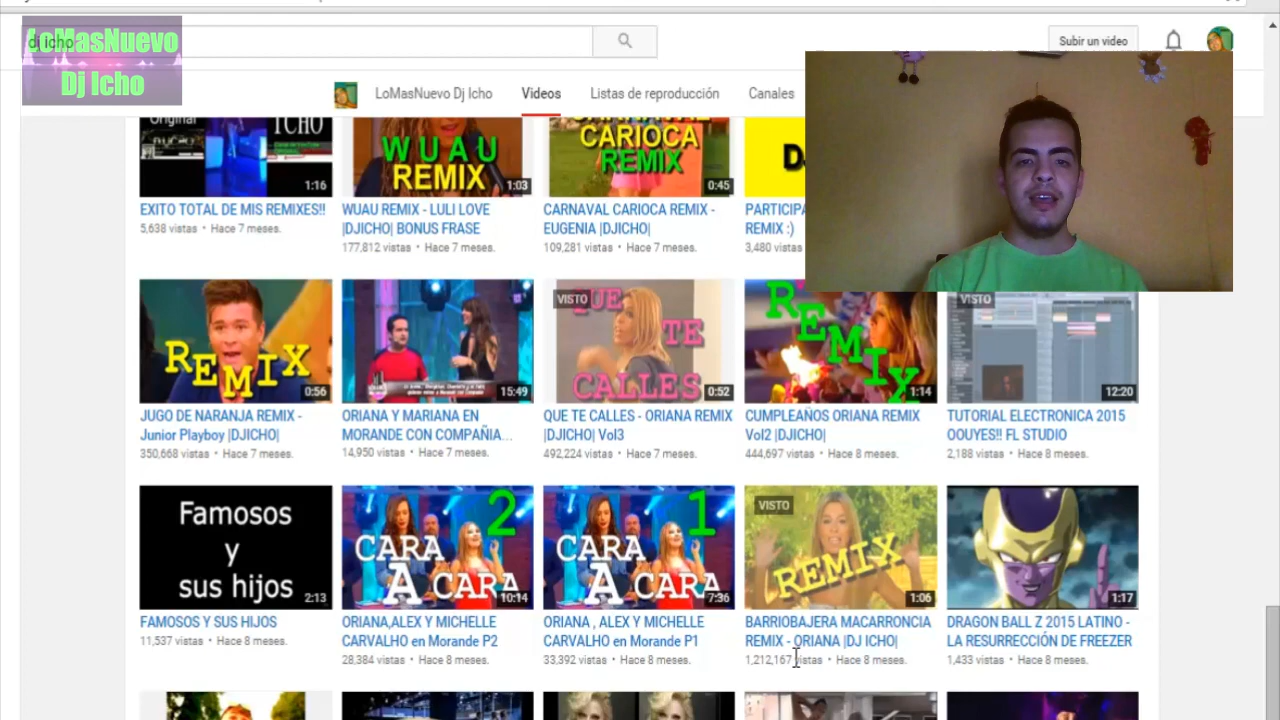 LoMasNuevo
dj icho
Dj Icho
Subir un video
LoMasNuevo Dj Icho
Videos
Listas de reproducción
Canales
Original
ICHO
1:16
WUAU
REMIX
1:03
CARNAVAL
CARIOCA
REMIX
0:45
EXITO TOTAL DE MIS REMIXES!!
5,638 vistas • Hace 7 meses.
WUAU REMIX - LULI LOVE
|DJICHO| BONUS FRASE
177,812 vistas • Hace 7 meses.
CARNAVAL CARIOCA REMIX -
EUGENIA |DJICHO|
109,281 vistas • Hace 7 meses.
REMIX :)
3,480 vistas
REMIX
0:56
15:49
VISTO
QUE
TE
CALLES
0:52
REMIX
1:14
VISTO
12:20
JUGO DE NARANJA REMIX -
Junior Playboy |DJICHO|
350,668 vistas • Hace 7 meses.
ORIANA Y MARIANA EN
MORANDE CON COMPAÑIA...
14,950 vistas • Hace 7 meses.
QUE TE CALLES - ORIANA REMIX
|DJICHO| Vol3
492,224 vistas • Hace 7 meses.
CUMPLEAÑOS ORIANA REMIX
Vol2 |DJICHO|
444,697 vistas • Hace 8 meses.
TUTORIAL ELECTRONICA 2015
OOUYES!! FL STUDIO
2,188 vistas • Hace 8 meses.
Famosos
y
sus hijos
2:13
2
CARA
A CARA
10:14
1
CARA
A CARA
7:36
VISTO
REMIX
1:06
1:17
FAMOSOS Y SUS HIJOS
11,537 vistas • Hace 8 meses.
ORIANA,ALEX Y MICHELLE
CARVALHO en Morande P2
28,384 vistas • Hace 8 meses.
ORIANA , ALEX Y MICHELLE
CARVALHO en Morande P1
33,392 vistas • Hace 8 meses.
BARRIOBAJERA MACARRONCIA
REMIX - ORIANA |DJ ICHO|
1,212,167 vistas • Hace 8 meses.
DRAGON BALL Z 2015 LATINO -
LA RESURRECCIÓN DE FREEZER
1,433 vistas • Hace 8 meses.